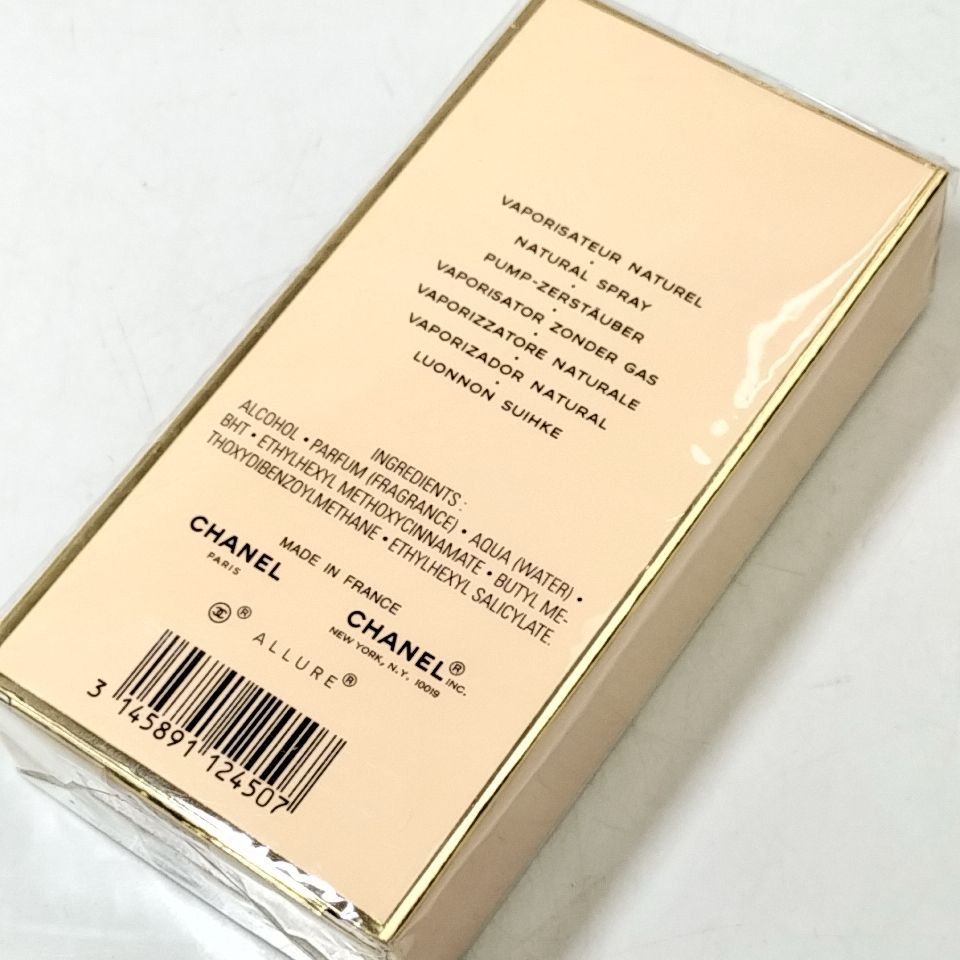 VAPORISATEUR NATUREL
NATURAL SPRAY
PUMP-ZERSTÄUBER
VAPORISATOR ZONDER GAS
VAPORIZZATORE NATURALE
VAPORIZADOR NATURAL
LUONNON SUIHKE
INGREDIENTS :
ALCOHOL • PARFUM (FRAGRANCE) • AQUA (WATER) •
BHT • ETHYLHEXYL METHOXYCINNAMATE • BUTYL ME-
THOXYDIBENZOYLMETHANE • ETHYLHEXYL SALICYLATE.
MADE IN FRANCE
CHANEL
PARIS
CHANEL® INC.
NEW YORK, N.Y. 10019
® ALLURE®
3 145891 124507